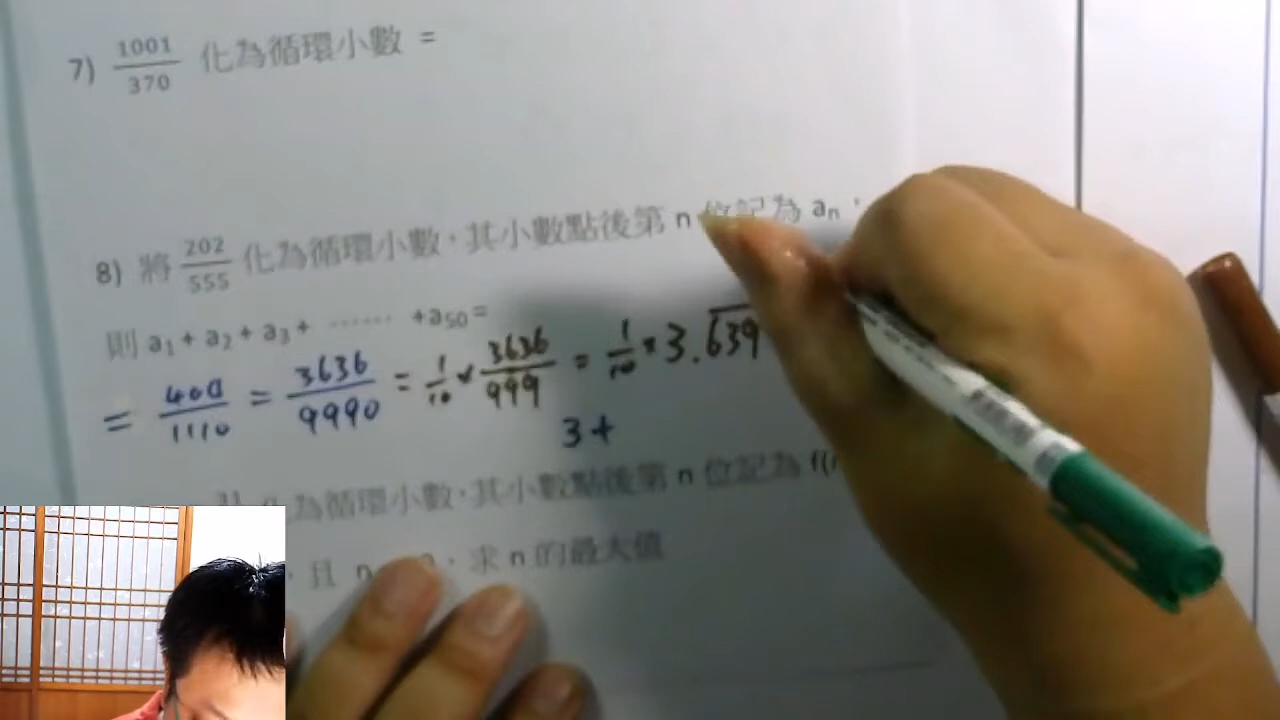 7) 1001/370 化為循環小數 =
8) 將 202/555 化為循環小數,其小數點後第 n 位記為 an,
則 a1 + a2 + a3 + …… + a50 =
= 404/1110 = 3636/9990 = 1/10 × 3636/999 = 1/10 × 3.639
3 +
為循環小數,其小數點後第 n 位記為 f(
,且 n ,求 n 的最大值